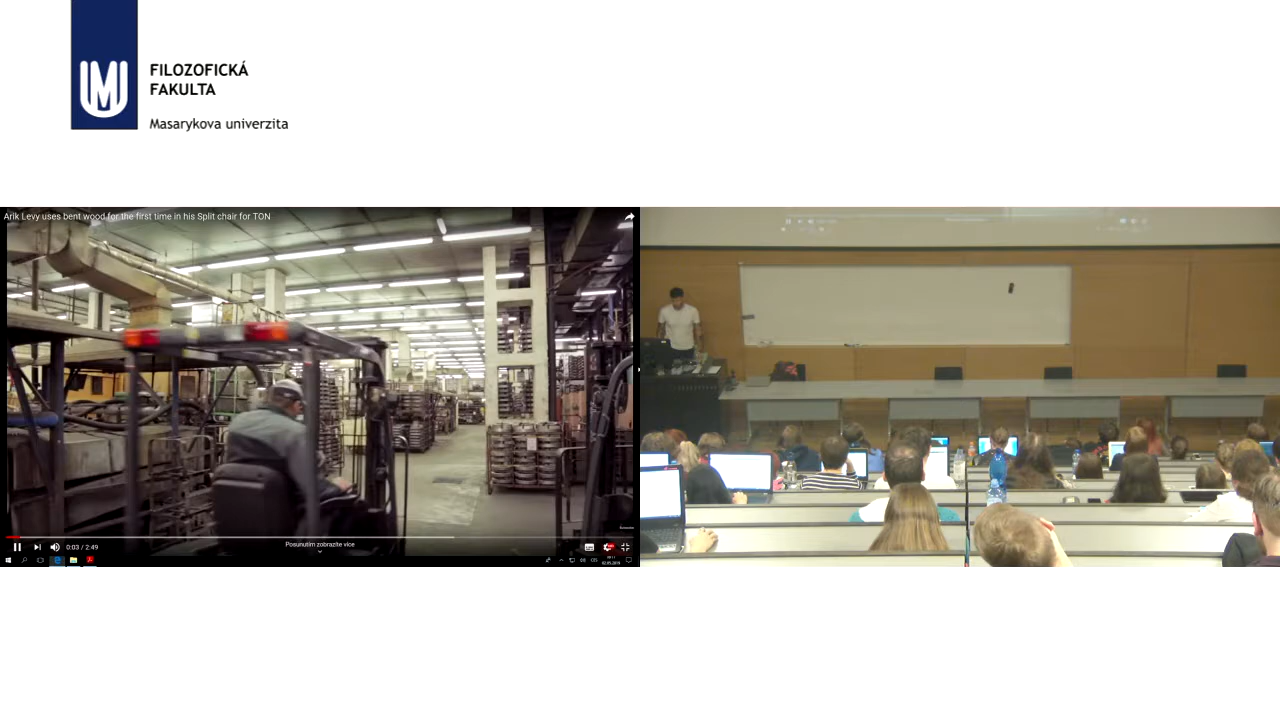 FILOZOFICKÁ
FAKULTA
Masarykova univerzita
Arik Levy uses bent wood for the first time in his Split chair for TON
0:03 / 2:49
Posunutím zobrazíte více